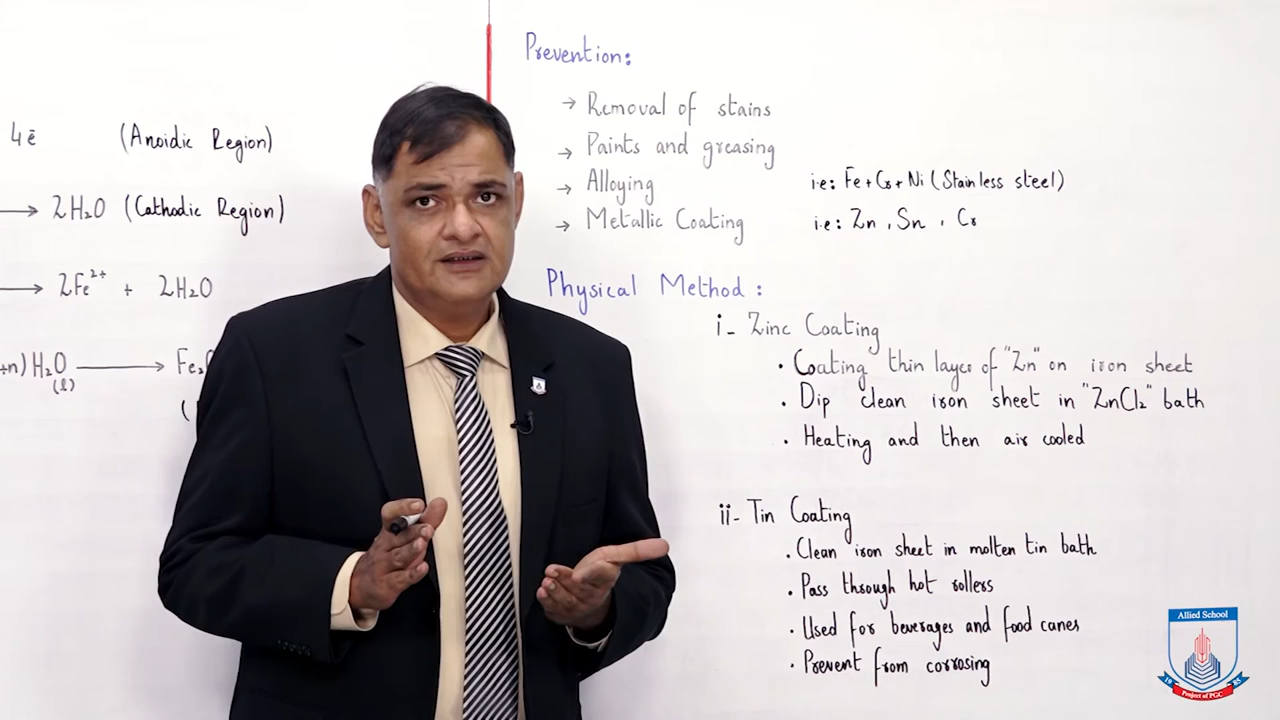 4ē (Anoidic Region)
→ 2H2O (Cathodic Region)
→ 2Fe²⁺ + 2H2O
+n) H2O → Fe2
(l)
(
Prevention:
→ Removal of stains
→ Paints and greasing
→ Alloying i.e: Fe + Cr + Ni (Stainless steel)
→ Metallic Coating i.e: Zn , Sn , Cr
Physical Method :
i- Zinc Coating
• Coating thin layer of "Zn" on iron sheet
• Dip clean iron sheet in "ZnCl2" bath
• Heating and then air cooled
ii- Tin Coating
• Clean iron sheet in molten tin bath
• Pass through hot rollers
• Used for beverages and food canes
• Prevent from corrosing
Allied School
19 85
Project of PGC